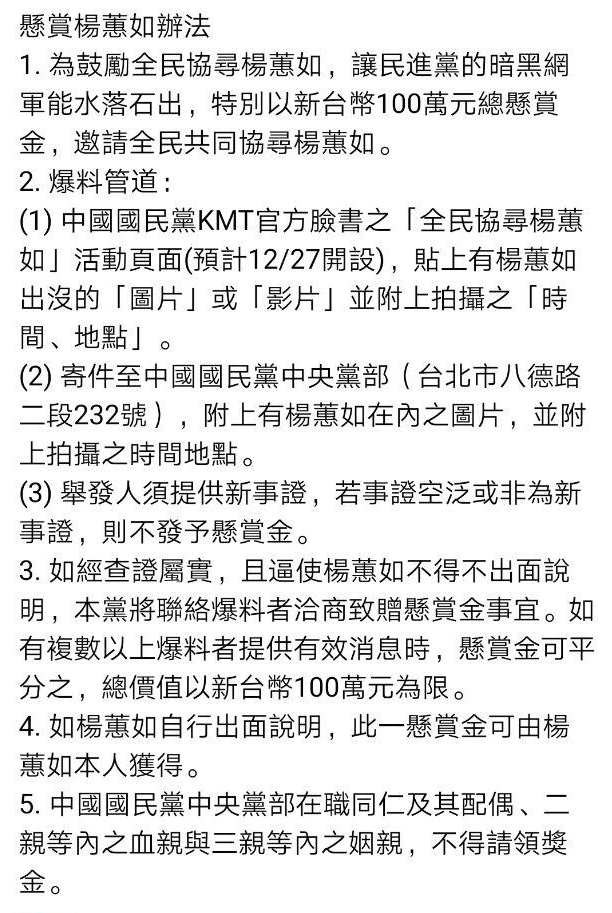 懸賞楊蕙如辦法
1. 為鼓勵全民協尋楊蕙如，讓民進黨的暗黑網
軍能水落石出，特別以新台幣100萬元總懸賞
金，邀請全民共同協尋楊蕙如。
2. 爆料管道：
(1) 中國國民黨KMT官方臉書之「全民協尋楊蕙
如」活動頁面(預計12/27開設)，貼上有楊蕙如
出沒的「圖片」或「影片」並附上拍攝之「時
間、地點」。
(2) 寄件至中國國民黨中央黨部（台北市八德路
二段232號），附上有楊蕙如在內之圖片，並附
上拍攝之時間地點。
(3) 舉發人須提供新事證，若事證空泛或非為新
事證，則不發予懸賞金。
3. 如經查證屬實，且逼使楊蕙如不得不出面說
明，本黨將聯絡爆料者洽商致贈懸賞金事宜。如
有複數以上爆料者提供有效消息時，懸賞金可平
分之，總價值以新台幣100萬元為限。
4. 如楊蕙如自行出面說明，此一懸賞金可由楊
蕙如本人獲得。
5. 中國國民黨中央黨部在職同仁及其配偶、二
親等內之血親與三親等內之姻親，不得請領獎
金。